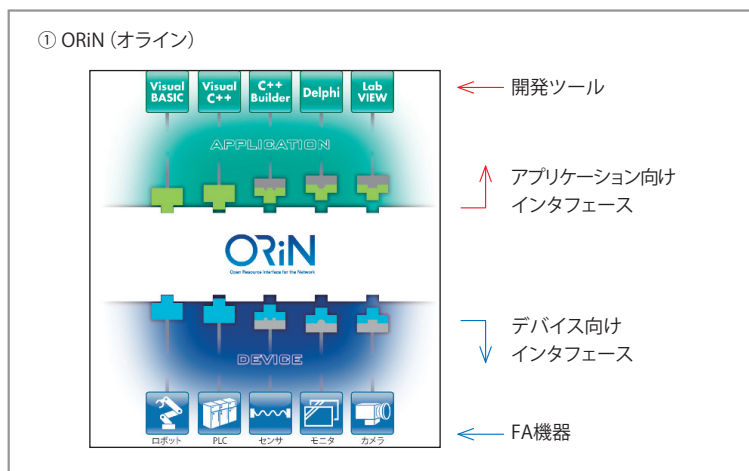 ① ORiN（オライン）
Visual BASIC
Visual C++
C++ Builder
Delphi
Lab VIEW
開発ツール
APPLICATION
アプリケーション向け
インタフェース
ORiN
Open Resource interface for the Network
デバイス向け
インタフェース
DEVICE
ロボット
PLC
センサ
モニタ
カメラ
FA機器